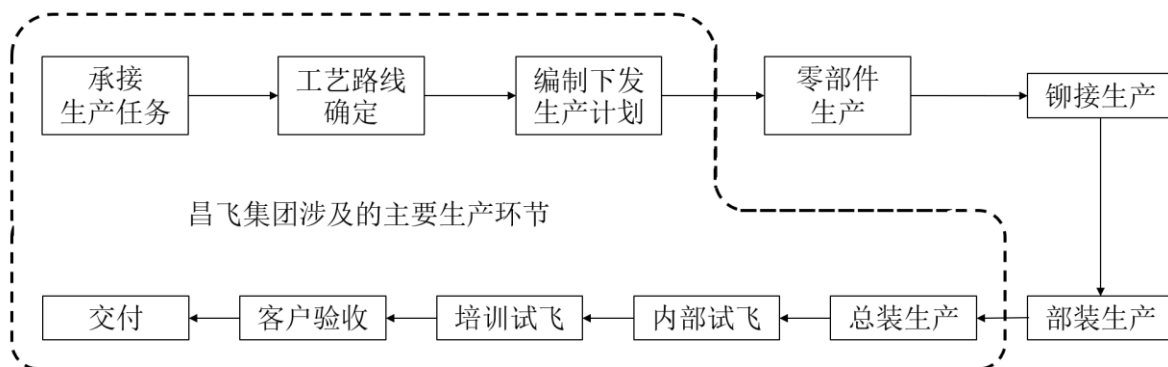 承接
生产任务
工艺路线
确定
编制下发
生产计划
零部件
生产
铆接生产
昌飞集团涉及的主要生产环节
交付
客户验收
培训试飞
内部试飞
总装生产
部装生产